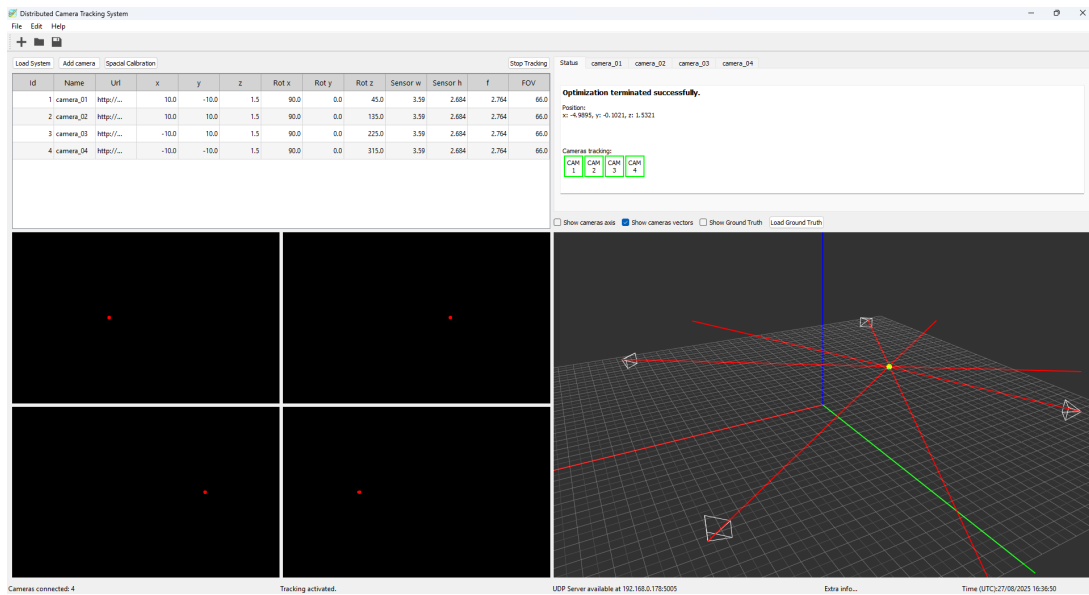 Distributed Camera Tracking System
File Edit Help
Load System Add camera Spacial Calibration Stop Tracking
Id Name Url x y z Rot x Rot y Rot z Sensor w Sensor h f FOV
1 camera_01 http://... 10.0 -10.0 1.5 90.0 0.0 45.0 3.59 2.684 2.764 66.0
2 camera_02 http://... 10.0 10.0 1.5 90.0 0.0 135.0 3.59 2.684 2.764 66.0
3 camera_03 http://... -10.0 10.0 1.5 90.0 0.0 225.0 3.59 2.684 2.764 66.0
4 camera_04 http://... -10.0 -10.0 1.5 90.0 0.0 315.0 3.59 2.684 2.764 66.0
Status camera_01 camera_02 camera_03 camera_04
Optimization terminated successfully.
Position:
x: -4.9895, y: -0.1021, z: 1.5321
Cameras tracking:
CAM CAM CAM CAM
1 2 3 4
Show cameras axis Show cameras vectors Show Ground Truth Load Ground Truth
Cameras connected: 4 Tracking activated. UDP Server available at 192.168.0.178:5005 Extra info... Time (UTC):27/08/2025 16:36:50